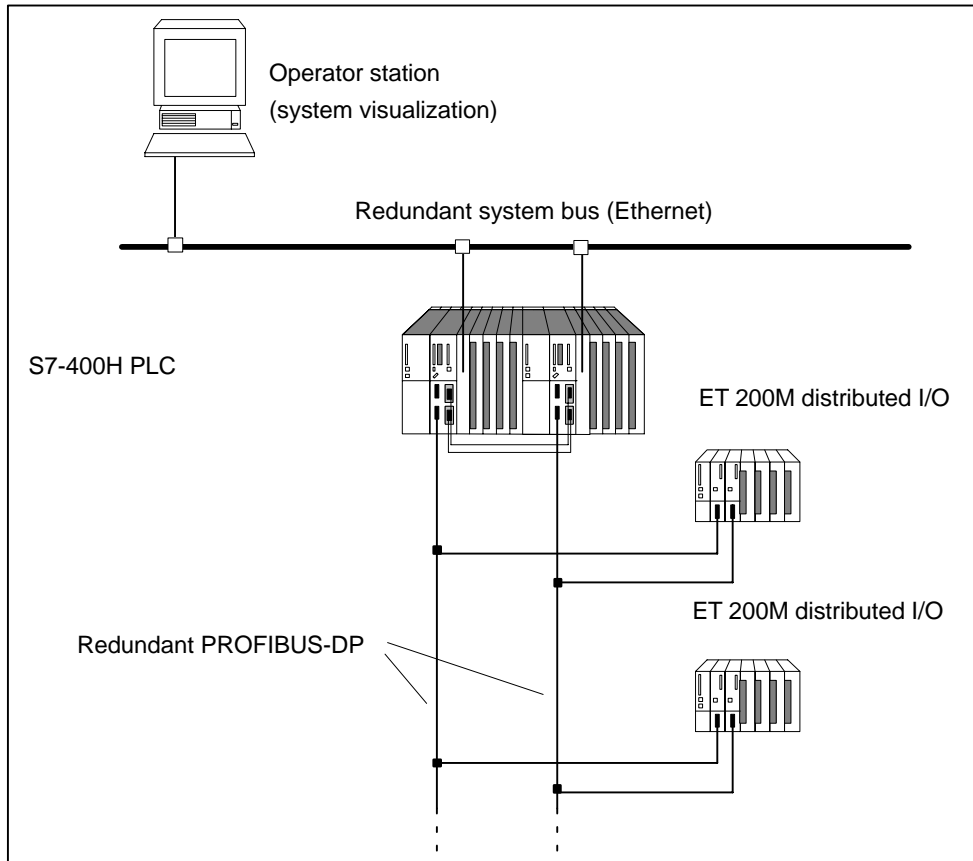 Operator station
(system visualization)
Redundant system bus (Ethernet)
S7-400H PLC
ET 200M distributed I/O
ET 200M distributed I/O
Redundant PROFIBUS-DP